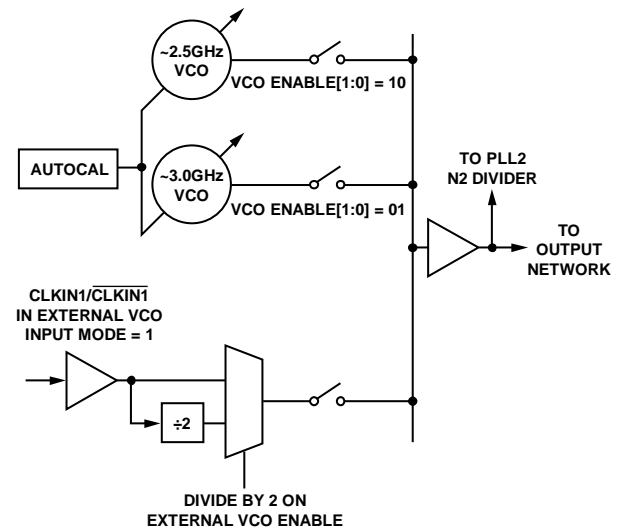 ~2.5GHz
VCO
VCO ENABLE[1:0] = 10
AUTOCAL
~3.0GHz
VCO
VCO ENABLE[1:0] = 01
TO PLL2
N2 DIVIDER
TO
OUTPUT
NETWORK
CLKIN1/CLKIN1
IN EXTERNAL VCO
INPUT MODE = 1
÷2
DIVIDE BY 2 ON
EXTERNAL VCO ENABLE